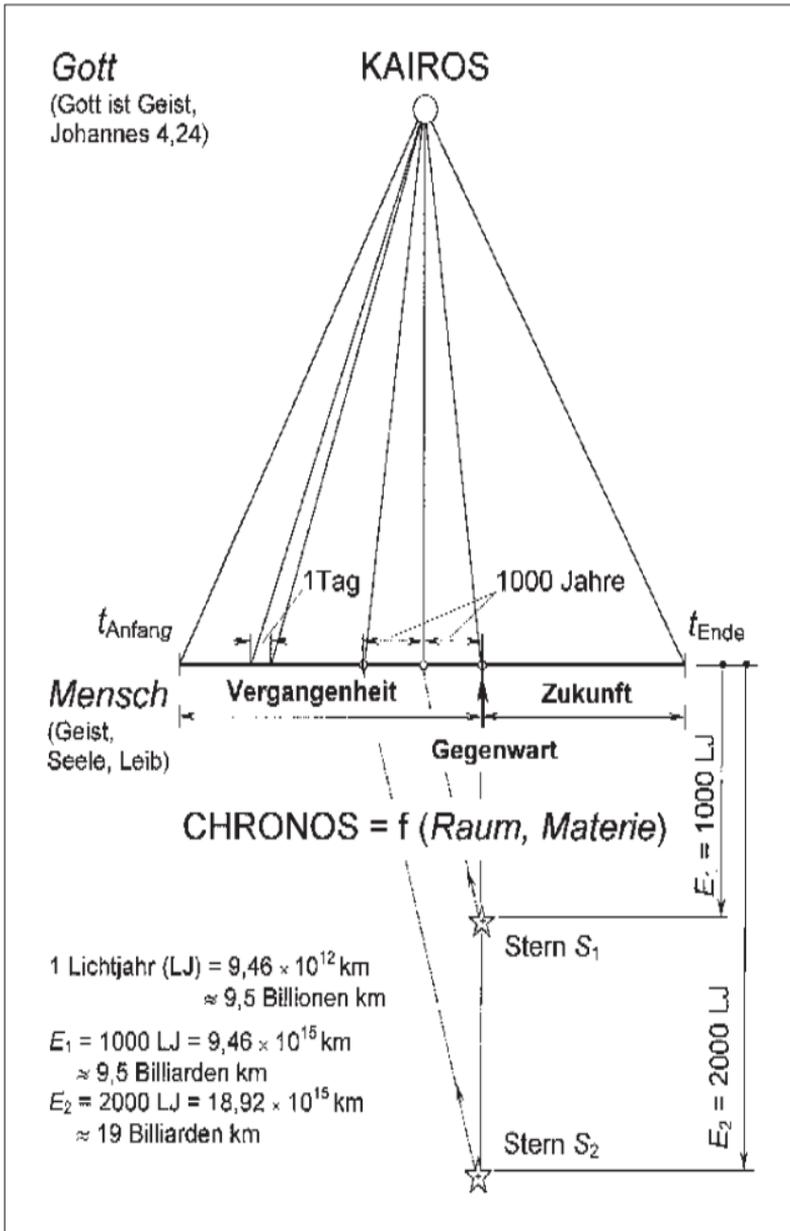 Gott
(Gott ist Geist,
Johannes 4,24)
KAIROS
1Tag
1000 Jahre
tAnfang
tEnde
Mensch
(Geist,
Seele, Leib)
Vergangenheit
Zukunft
Gegenwart
CHRONOS = f (Raum, Materie)
E₁ = 1000 LJ
Stern S₁
1 Lichtjahr (LJ) = 9,46 × 10¹² km
≈ 9,5 Billionen km
E₁ = 1000 LJ = 9,46 × 10¹⁵ km
≈ 9,5 Billiarden km
E₂ = 2000 LJ = 18,92 × 10¹⁵ km
≈ 19 Billiarden km
Stern S₂
E₂ = 2000 LJ